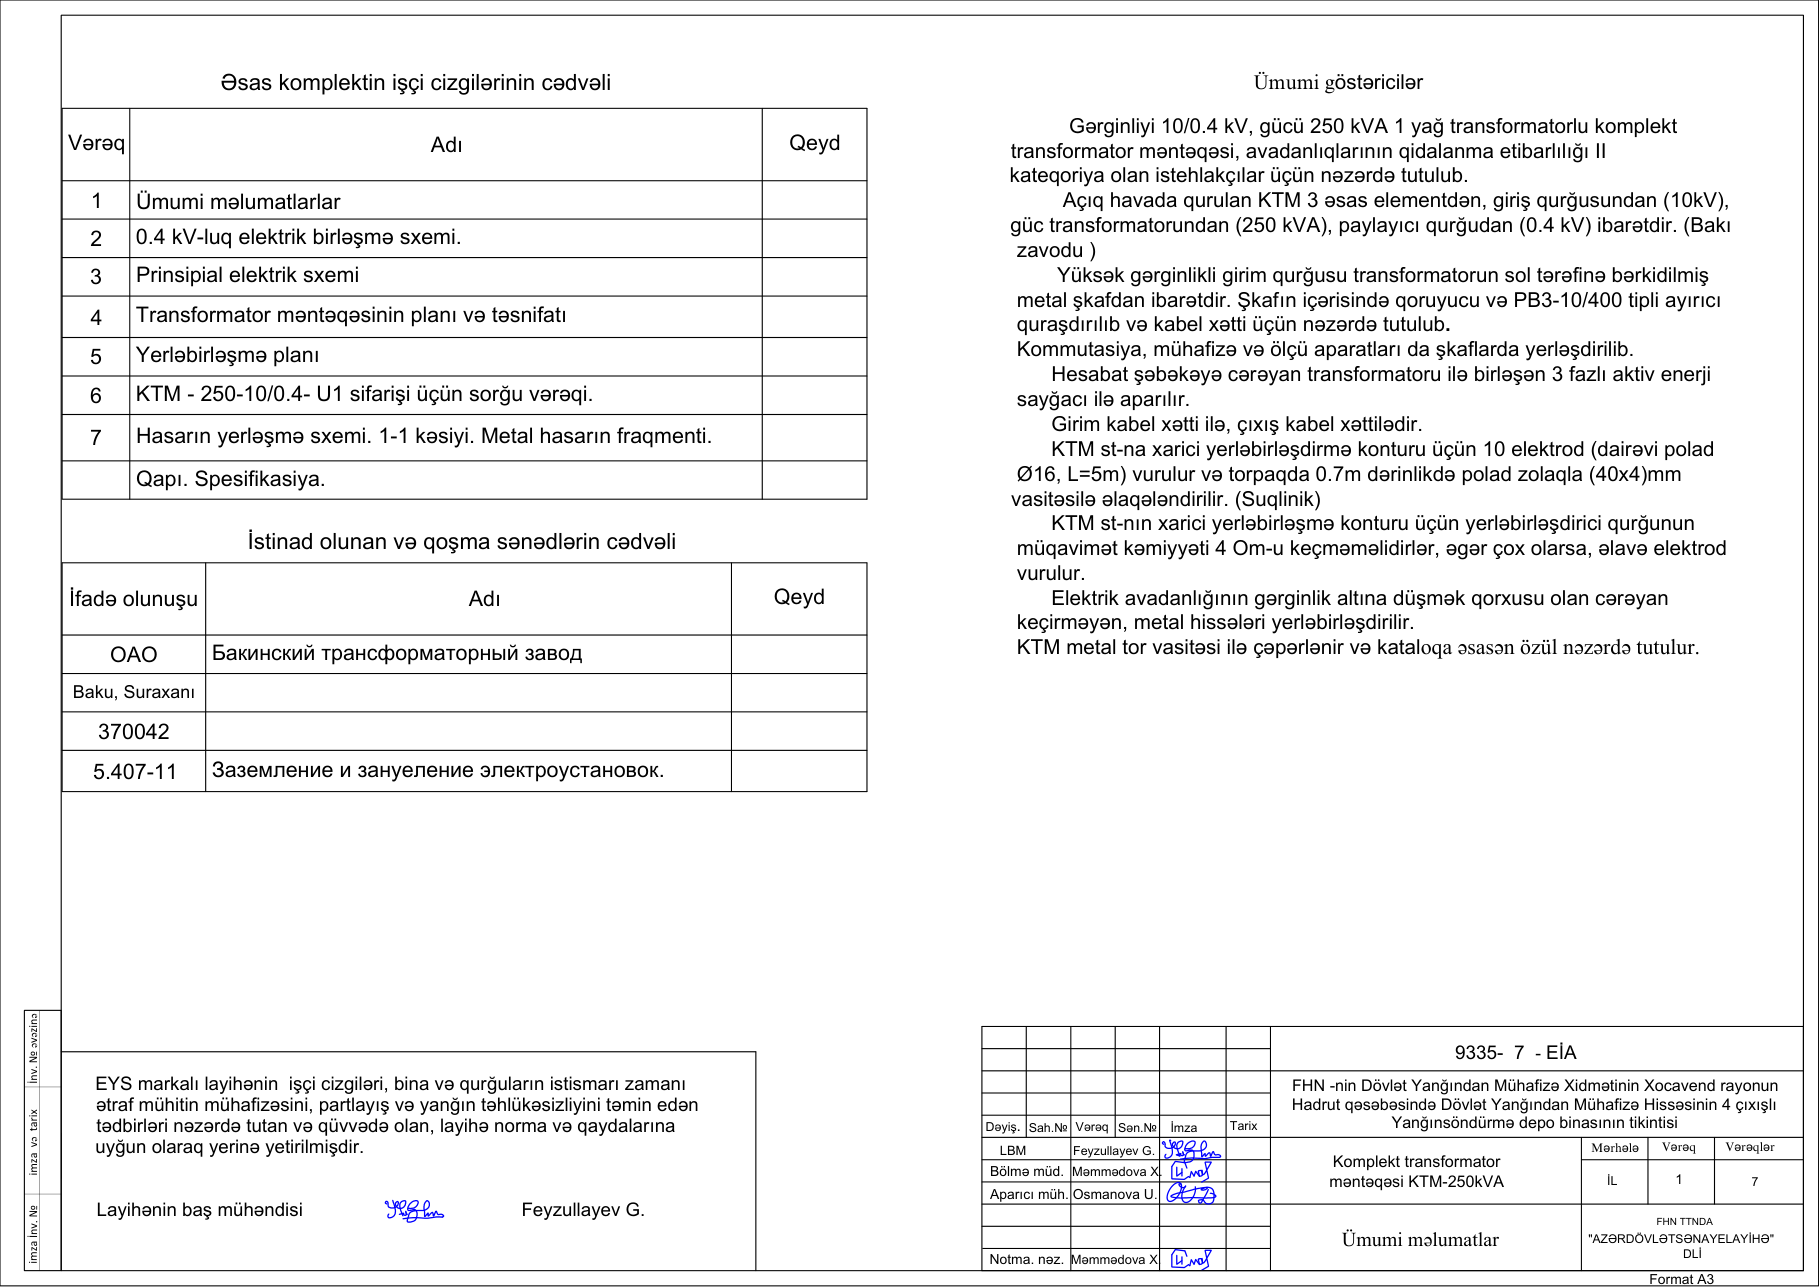 Əsas komplektin işçi cizgilərinin cədvəli
Vərəq Adı Qeyd
1 Ümumi məlumatlarlar
2 0.4 kV-luq elektrik birləşmə sxemi.
3 Prinsipial elektrik sxemi
4 Transformator məntəqəsinin planı və təsnifatı
5 Yerləbirləşmə planı
6 KTM - 250-10/0.4- U1 sifarişi üçün sorğu vərəqi.
7 Hasarın yerləşmə sxemi. 1-1 kəsiyi. Metal hasarın fraqmenti.
Qapı. Spesifikasiya.
İstinad olunan və qoşma sənədlərin cədvəli
İfadə olunuşu Adı Qeyd
ОАО Бакинский трансформаторный завод
Baku, Suraxanı
370042
5.407-11 Заземление и зануеление электроустановок.
Ümumi göstəricilər
Gərginliyi 10/0.4 kV, gücü 250 kVA 1 yağ transformatorlu komplekt
transformator məntəqəsi, avadanlıqlarının qidalanma etibarlılığı II
kateqoriya olan istehlakçılar üçün nəzərdə tutulub.
Açıq havada qurulan KTM 3 əsas elementdən, giriş qurğusundan (10kV),
güc transformatorundan (250 kVA), paylayıcı qurğudan (0.4 kV) ibarətdir. (Bakı
zavodu )
Yüksək gərginlikli girim qurğusu transformatorun sol tərəfinə bərkidilmiş
metal şkafdan ibarətdir. Şkafın içərisində qoruyucu və PB3-10/400 tipli ayırıcı
quraşdırılıb və kabel xətti üçün nəzərdə tutulub.
Kommutasiya, mühafizə və ölçü aparatları da şkaflarda yerləşdirilib.
Hesabat şəbəkəyə cərəyan transformatoru ilə birləşən 3 fazlı aktiv enerji
sayğacı ilə aparılır.
Girim kabel xətti ilə, çıxış kabel xəttilədir.
KTM st-na xarici yerləbirləşdirmə konturu üçün 10 elektrod (dairəvi polad
Ø16, L=5m) vurulur və torpaqda 0.7m dərinlikdə polad zolaqla (40x4)mm
vasitəsilə əlaqələndirilir. (Suqlinik)
KTM st-nın xarici yerləbirləşmə konturu üçün yerləbirləşdirici qurğunun
müqavimət kəmiyyəti 4 Om-u keçməməlidirlər, əgər çox olarsa, əlavə elektrod
vurulur.
Elektrik avadanlığının gərginlik altına düşmək qorxusu olan cərəyan
keçirməyən, metal hissələri yerləbirləşdirilir.
KTM metal tor vasitəsi ilə çəpərlənir və kataloqa əsasən özül nəzərdə tutulur.
İnv. № əvəzinə
imza və tarix
imza İnv. №
EYS markalı layihənin işçi cizgiləri, bina və qurğuların istismarı zamanı
ətraf mühitin mühafizəsini, partlayış və yanğın təhlükəsizliyini təmin edən
tədbirləri nəzərdə tutan və qüvvədə olan, layihə norma və qaydalarına
uyğun olaraq yerinə yetirilmişdir.
Layihənin baş mühəndisi Feyzullayev G.
9335- 7 - EİA
FHN -nin Dövlət Yanğından Mühafizə Xidmətinin Xocavend rayonun
Hadrut qəsəbəsində Dövlət Yanğından Mühafizə Hissəsinin 4 çıxışlı
Yanğınsöndürmə depo binasının tikintisi
Dəyiş. Sah.№ Vərəq Sən.№ İmza Tarix
LBM Feyzullayev G.
Bölmə müd. Məmmədova X.
Aparıcı müh. Osmanova U.
Notma. nəz. Məmmədova X.
Komplekt transformator
məntəqəsi KTM-250kVA
Mərhələ Vərəq Vərəqlər
İL 1 7
Ümumi məlumatlar
FHN TTNDA
"AZƏRDÖVLƏTSƏNAYELAYİHƏ"
DLİ
Format A3